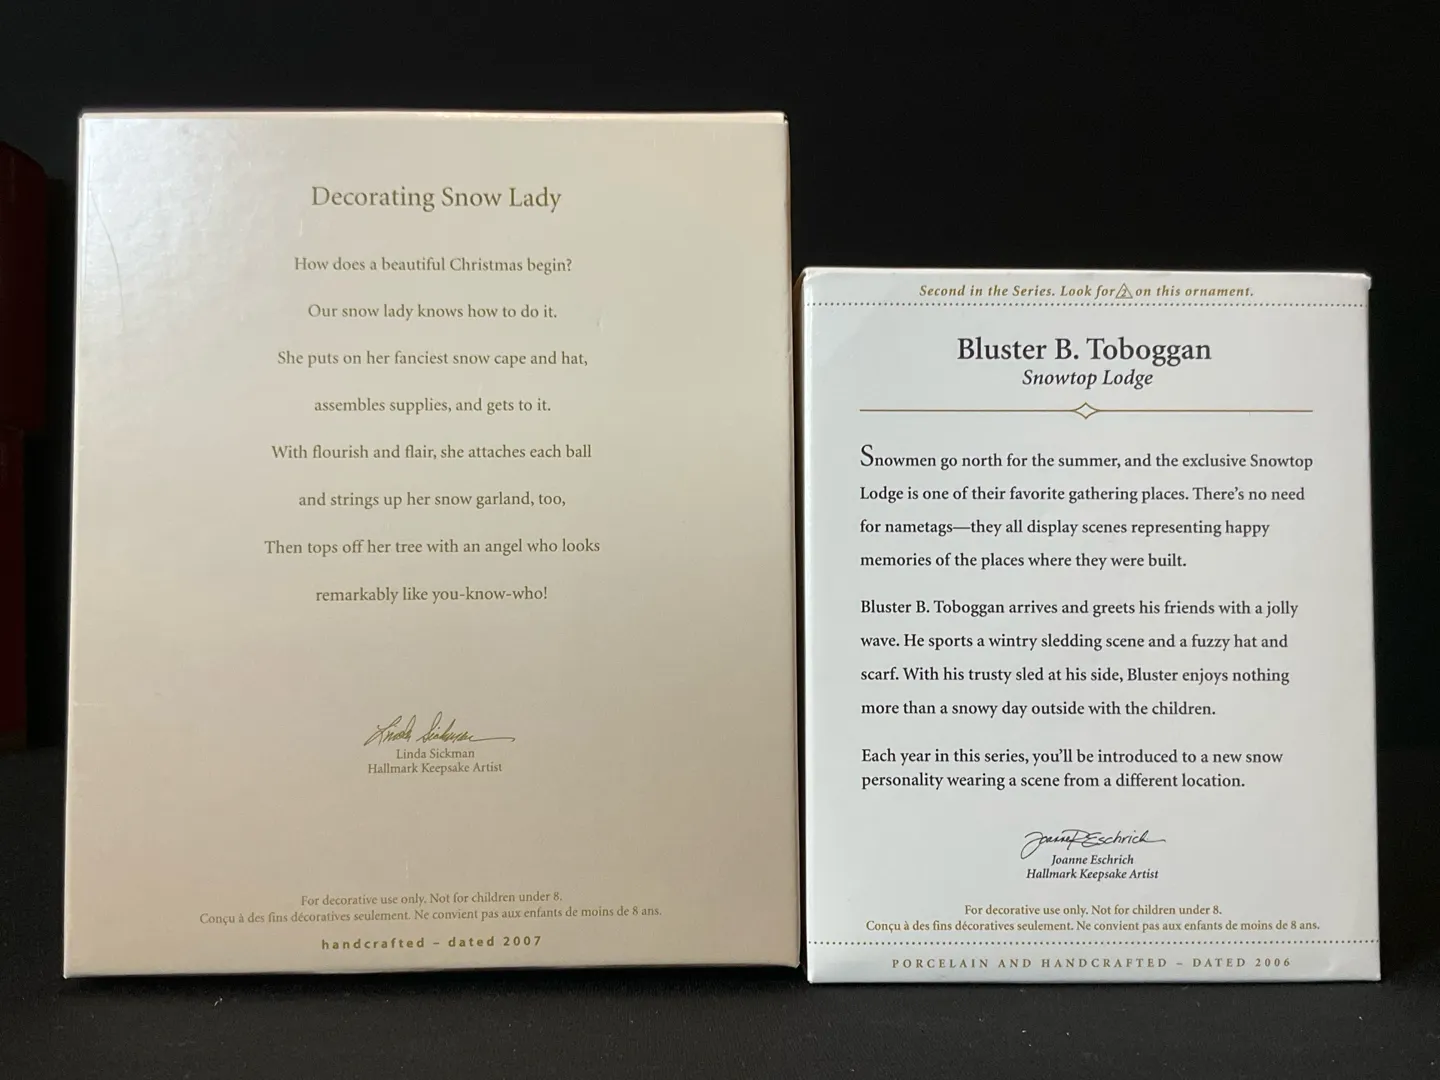 Decorating Snow Lady
How does a beautiful Christmas begin?
Our snow lady knows how to do it.
She puts on her fanciest snow cape and hat,
assembles supplies, and gets to it.
With flourish and flair, she attaches each ball
and strings up her snow garland, too,
Then tops off her tree with an angel who looks
remarkably like you-know-who!
Linda Sickman
Linda Sickman
Hallmark Keepsake Artist
For decorative use only. Not for children under 8.
Conçu à des fins décoratives seulement. Ne convient pas aux enfants de moins de 8 ans.
handcrafted – dated 2007
Second in the Series. Look for 2 on this ornament.
Bluster B. Toboggan
Snowtop Lodge
Snowmen go north for the summer, and the exclusive Snowtop
Lodge is one of their favorite gathering places. There's no need
for nametags—they all display scenes representing happy
memories of the places where they were built.
Bluster B. Toboggan arrives and greets his friends with a jolly
wave. He sports a wintry sledding scene and a fuzzy hat and
scarf. With his trusty sled at his side, Bluster enjoys nothing
more than a snowy day outside with the children.
Each year in this series, you'll be introduced to a new snow
personality wearing a scene from a different location.
Joanne Eschrich
Joanne Eschrich
Hallmark Keepsake Artist
For decorative use only. Not for children under 8.
Conçu à des fins décoratives seulement. Ne convient pas aux enfants de moins de 8 ans.
PORCELAIN AND HANDCRAFTED – DATED 2006